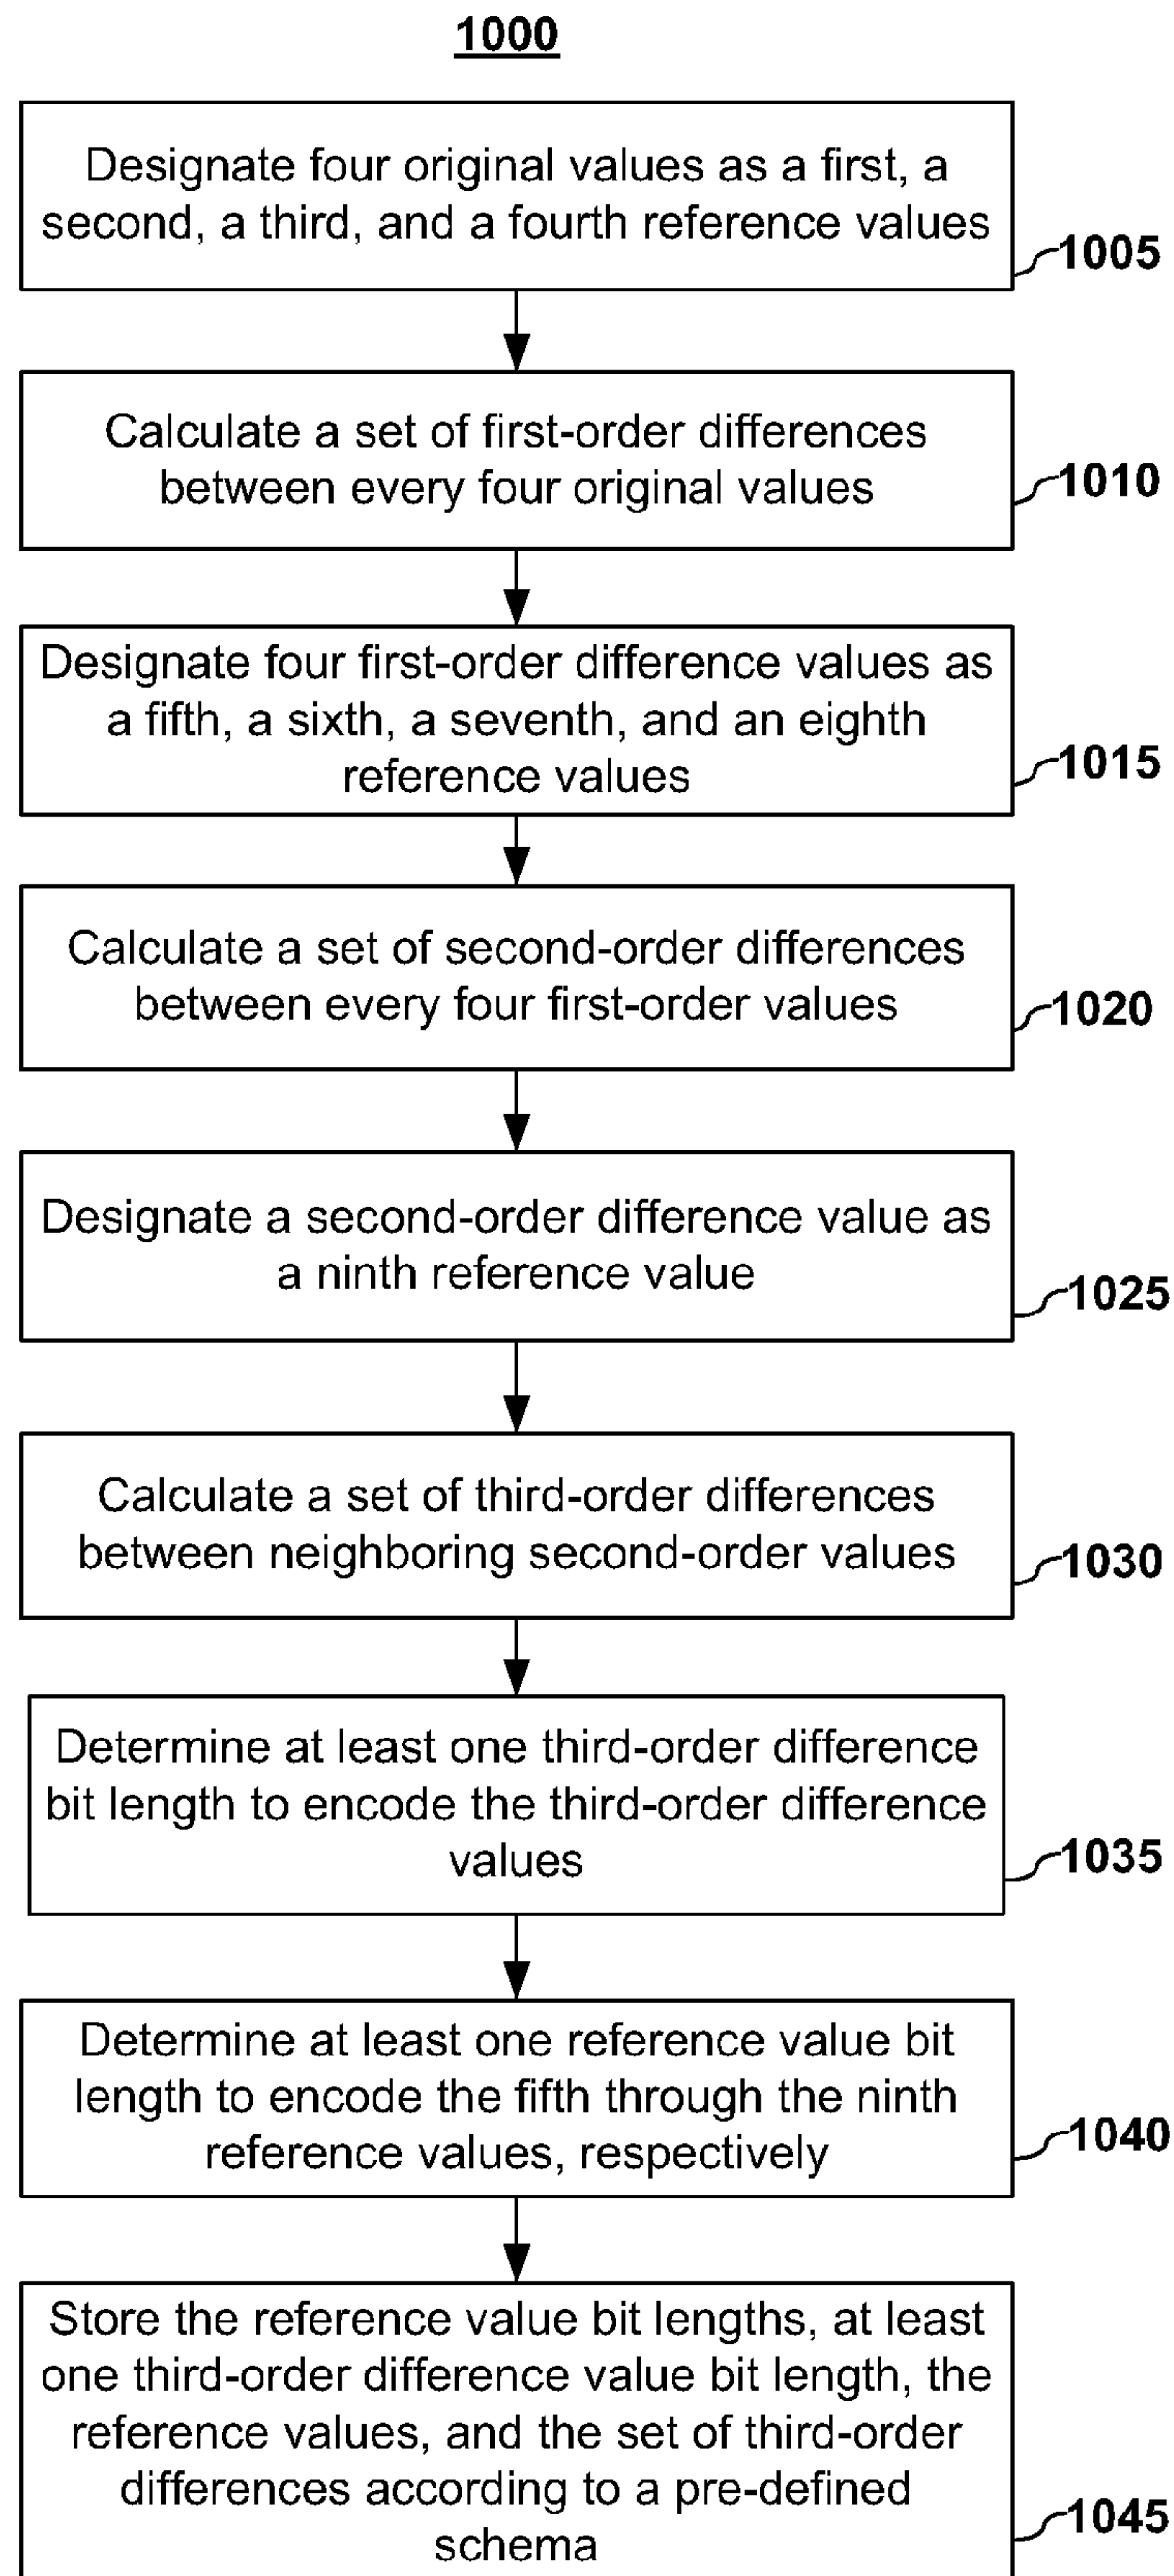 1000
Designate four original values as a first, a
second, a third, and a fourth reference values
1005
Calculate a set of first-order differences
between every four original values
1010
Designate four first-order difference values as
a fifth, a sixth, a seventh, and an eighth
reference values
1015
Calculate a set of second-order differences
between every four first-order values
1020
Designate a second-order difference value as
a ninth reference value
1025
Calculate a set of third-order differences
between neighboring second-order values
1030
Determine at least one third-order difference
bit length to encode the third-order difference
values
1035
Determine at least one reference value bit
length to encode the fifth through the ninth
reference values, respectively
1040
Store the reference value bit lengths, at least
one third-order difference value bit length, the
reference values, and the set of third-order
differences according to a pre-defined
schema
1045